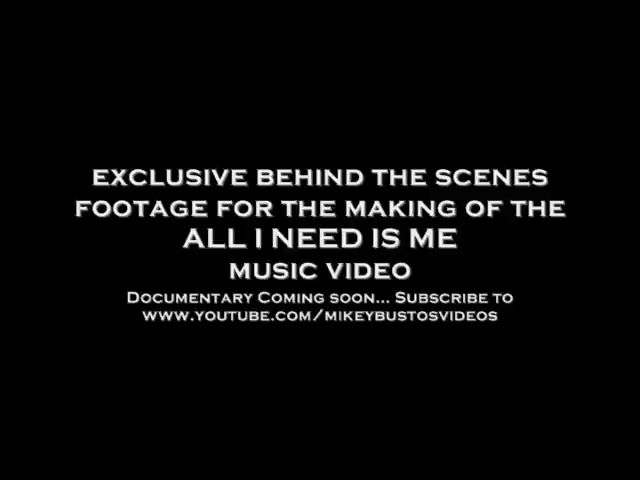 EXCLUSIVE BEHIND THE SCENES
FOOTAGE FOR THE MAKING OF THE
ALL I NEED IS ME
MUSIC VIDEO
DOCUMENTARY COMING SOON... SUBSCRIBE TO
WWW.YOUTUBE.COM/MIKEYBUSTOSVIDEOS